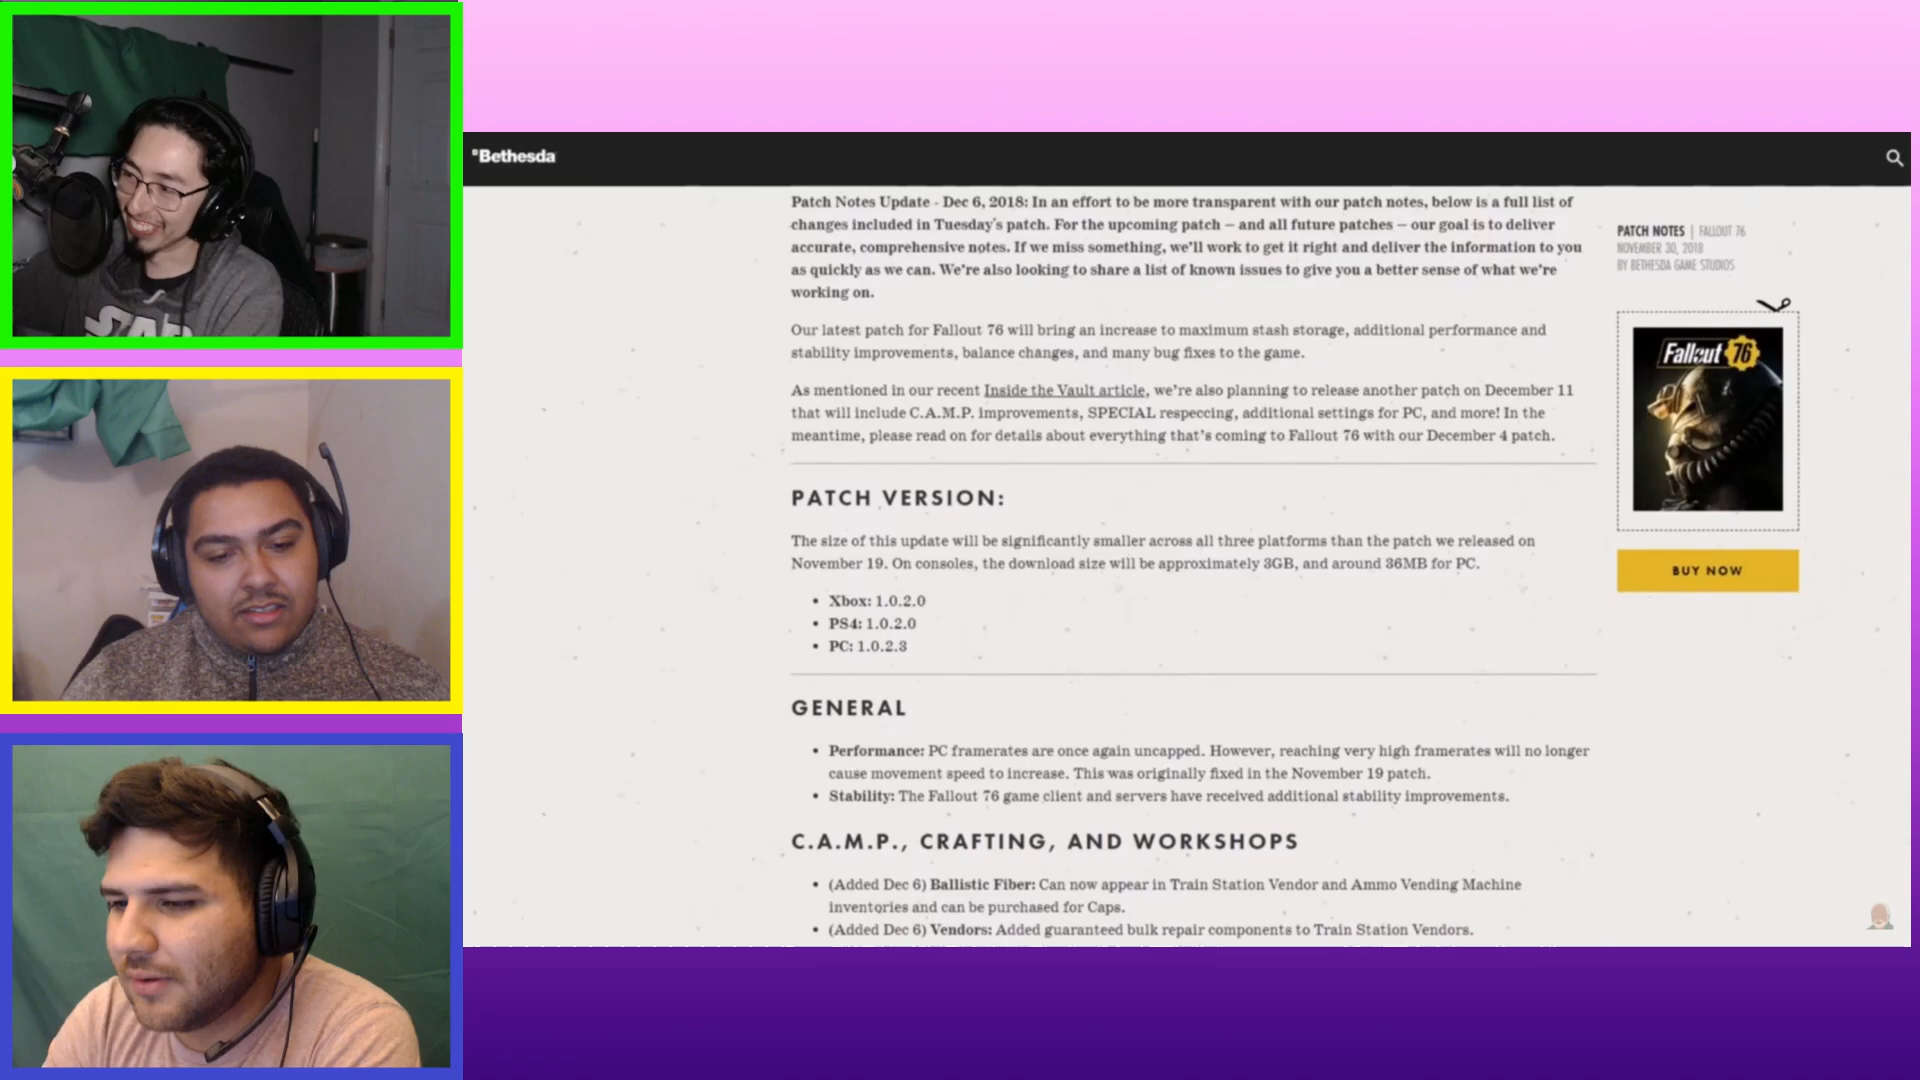 Bethesda
Patch Notes Update - Dec 6, 2018: In an effort to be more transparent with our patch notes, below is a full list of
changes included in Tuesday's patch. For the upcoming patch – and all future patches – our goal is to deliver
accurate, comprehensive notes. If we miss something, we'll work to get it right and deliver the information to you
as quickly as we can. We're also looking to share a list of known issues to give you a better sense of what we're
working on.
Our latest patch for Fallout 76 will bring an increase to maximum stash storage, additional performance and
stability improvements, balance changes, and many bug fixes to the game.
As mentioned in our recent Inside the Vault article, we're also planning to release another patch on December 11
that will include C.A.M.P. improvements, SPECIAL respeccing, additional settings for PC, and more! In the
meantime, please read on for details about everything that's coming to Fallout 76 with our December 4 patch.
PATCH VERSION:
The size of this update will be significantly smaller across all three platforms than the patch we released on
November 19. On consoles, the download size will be approximately 3GB, and around 36MB for PC.
• Xbox: 1.0.2.0
• PS4: 1.0.2.0
• PC: 1.0.2.3
GENERAL
• Performance: PC framerates are once again uncapped. However, reaching very high framerates will no longer
cause movement speed to increase. This was originally fixed in the November 19 patch.
• Stability: The Fallout 76 game client and servers have received additional stability improvements.
C.A.M.P., CRAFTING, AND WORKSHOPS
• (Added Dec 6) Ballistic Fiber: Can now appear in Train Station Vendor and Ammo Vending Machine
inventories and can be purchased for Caps.
• (Added Dec 6) Vendors: Added guaranteed bulk repair components to Train Station Vendors.
PATCH NOTES | FALLOUT 76
NOVEMBER 30, 2018
BY BETHESDA GAME STUDIOS
Fallout 76
BUY NOW